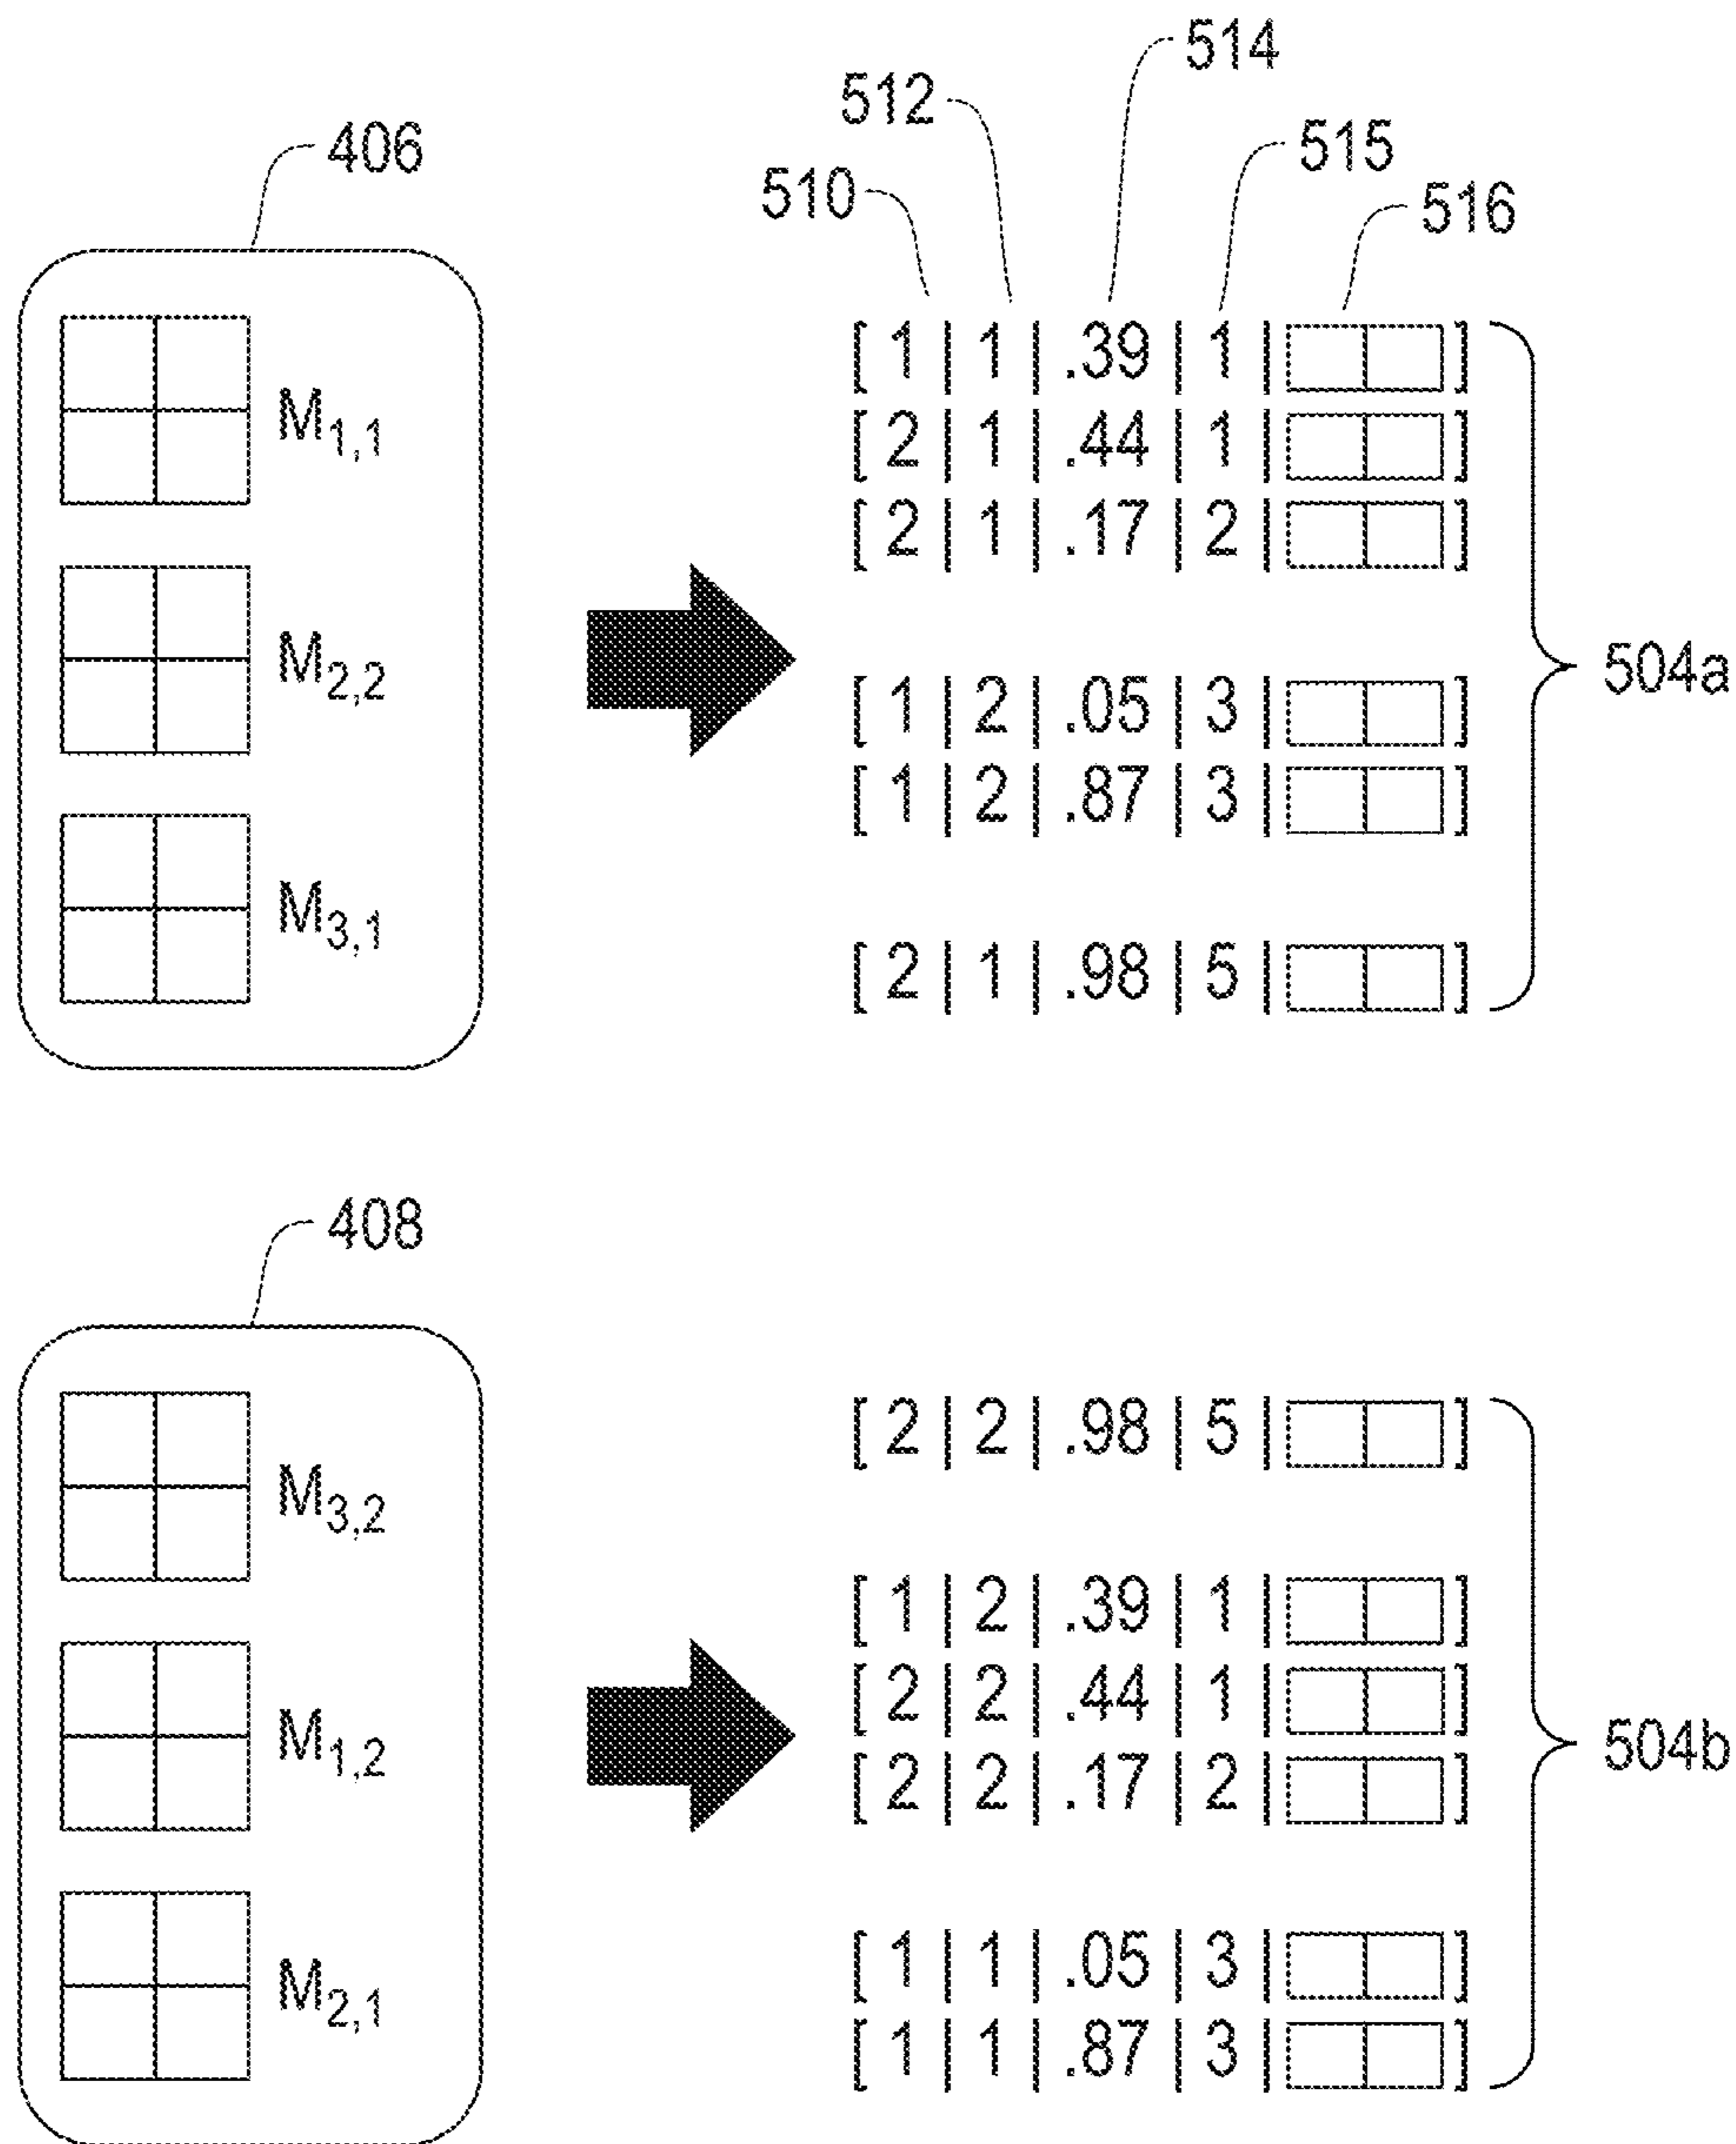 514
512
406
515
510
516
M1,1
M2,2
M3,1
[ 1 | 1 | .39 | 1 | ]
[ 2 | 1 | .44 | 1 | ]
[ 2 | 1 | .17 | 2 | ]
[ 1 | 2 | .05 | 3 | ]
[ 1 | 2 | .87 | 3 | ]
[ 2 | 1 | .98 | 5 | ]
504a
408
M3,2
M1,2
M2,1
[ 2 | 2 | .98 | 5 | ]
[ 1 | 2 | .39 | 1 | ]
[ 2 | 2 | .44 | 1 | ]
[ 2 | 2 | .17 | 2 | ]
[ 1 | 1 | .05 | 3 | ]
[ 1 | 1 | .87 | 3 | ]
504b